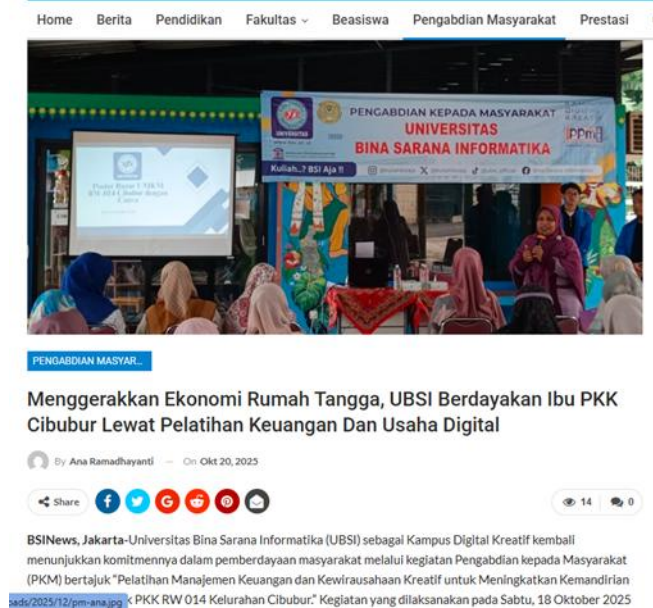 Home Berita Pendidikan Fakultas Beasiswa Pengabdian Masyarakat Prestasi
PENGABDIAN KEPADA MASYARAKAT
UNIVERSITAS
BINA SARANA INFORMATIKA
UNIVERSITAS
PPm
Kuliah..? BSI Aja !!
Canva
PENGABDIAN MASYAR...
Menggerakkan Ekonomi Rumah Tangga, UBSI Berdayakan Ibu PKK
Cibubur Lewat Pelatihan Keuangan Dan Usaha Digital
By Ana Ramadhayanti — On Okt 20, 2025
Share
14 0
BSINews, Jakarta-Universitas Bina Sarana Informatika (UBSI) sebagai Kampus Digital Kreatif kembali
menunjukkan komitmennya dalam pemberdayaan masyarakat melalui kegiatan Pengabdian kepada Masyarakat
(PKM) bertajuk “Pelatihan Manajemen Keuangan dan Kewirausahaan Kreatif untuk Meningkatkan Kemandirian
oads/2025/12/pm-ana.jpg k PKK RW 014 Kelurahan Cibubur.” Kegiatan yang dilaksanakan pada Sabtu, 18 Oktober 2025